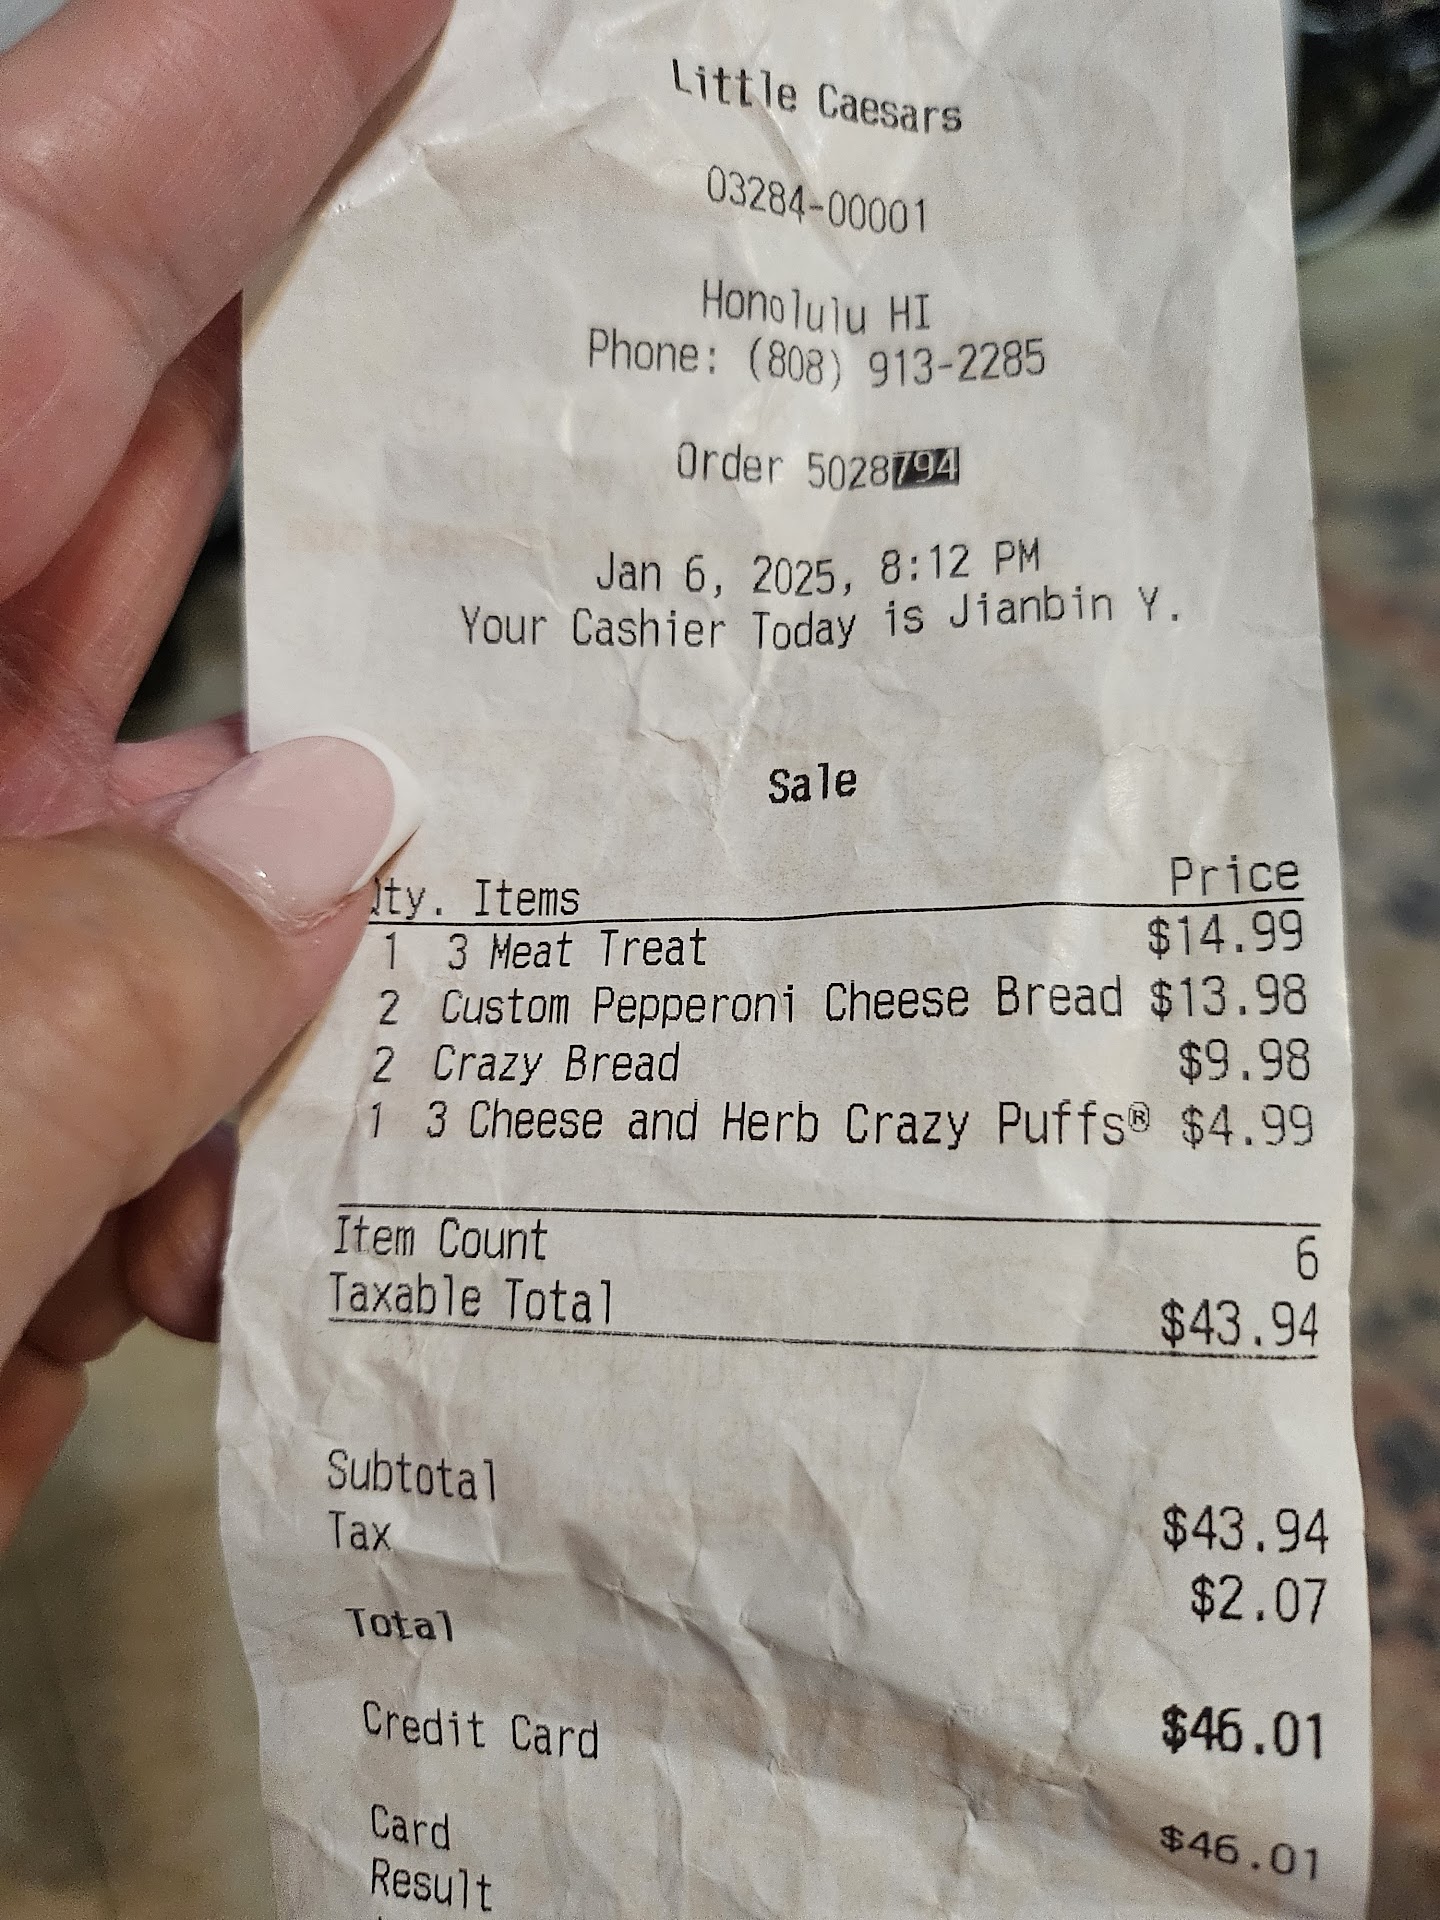 Little Caesars
03284-00001
Honolulu HI
Phone: (808) 913-2285
Order 5028794
Jan 6, 2025, 8:12 PM
Your Cashier Today is Jianbin Y.
Sale
Qty. Items Price
1 3 Meat Treat $14.99
2 Custom Pepperoni Cheese Bread $13.98
2 Crazy Bread $9.98
1 3 Cheese and Herb Crazy Puffs® $4.99
Item Count 6
Taxable Total $43.94
Subtotal $43.94
Tax $2.07
Total $46.01
Credit Card $46.01
Card
Result